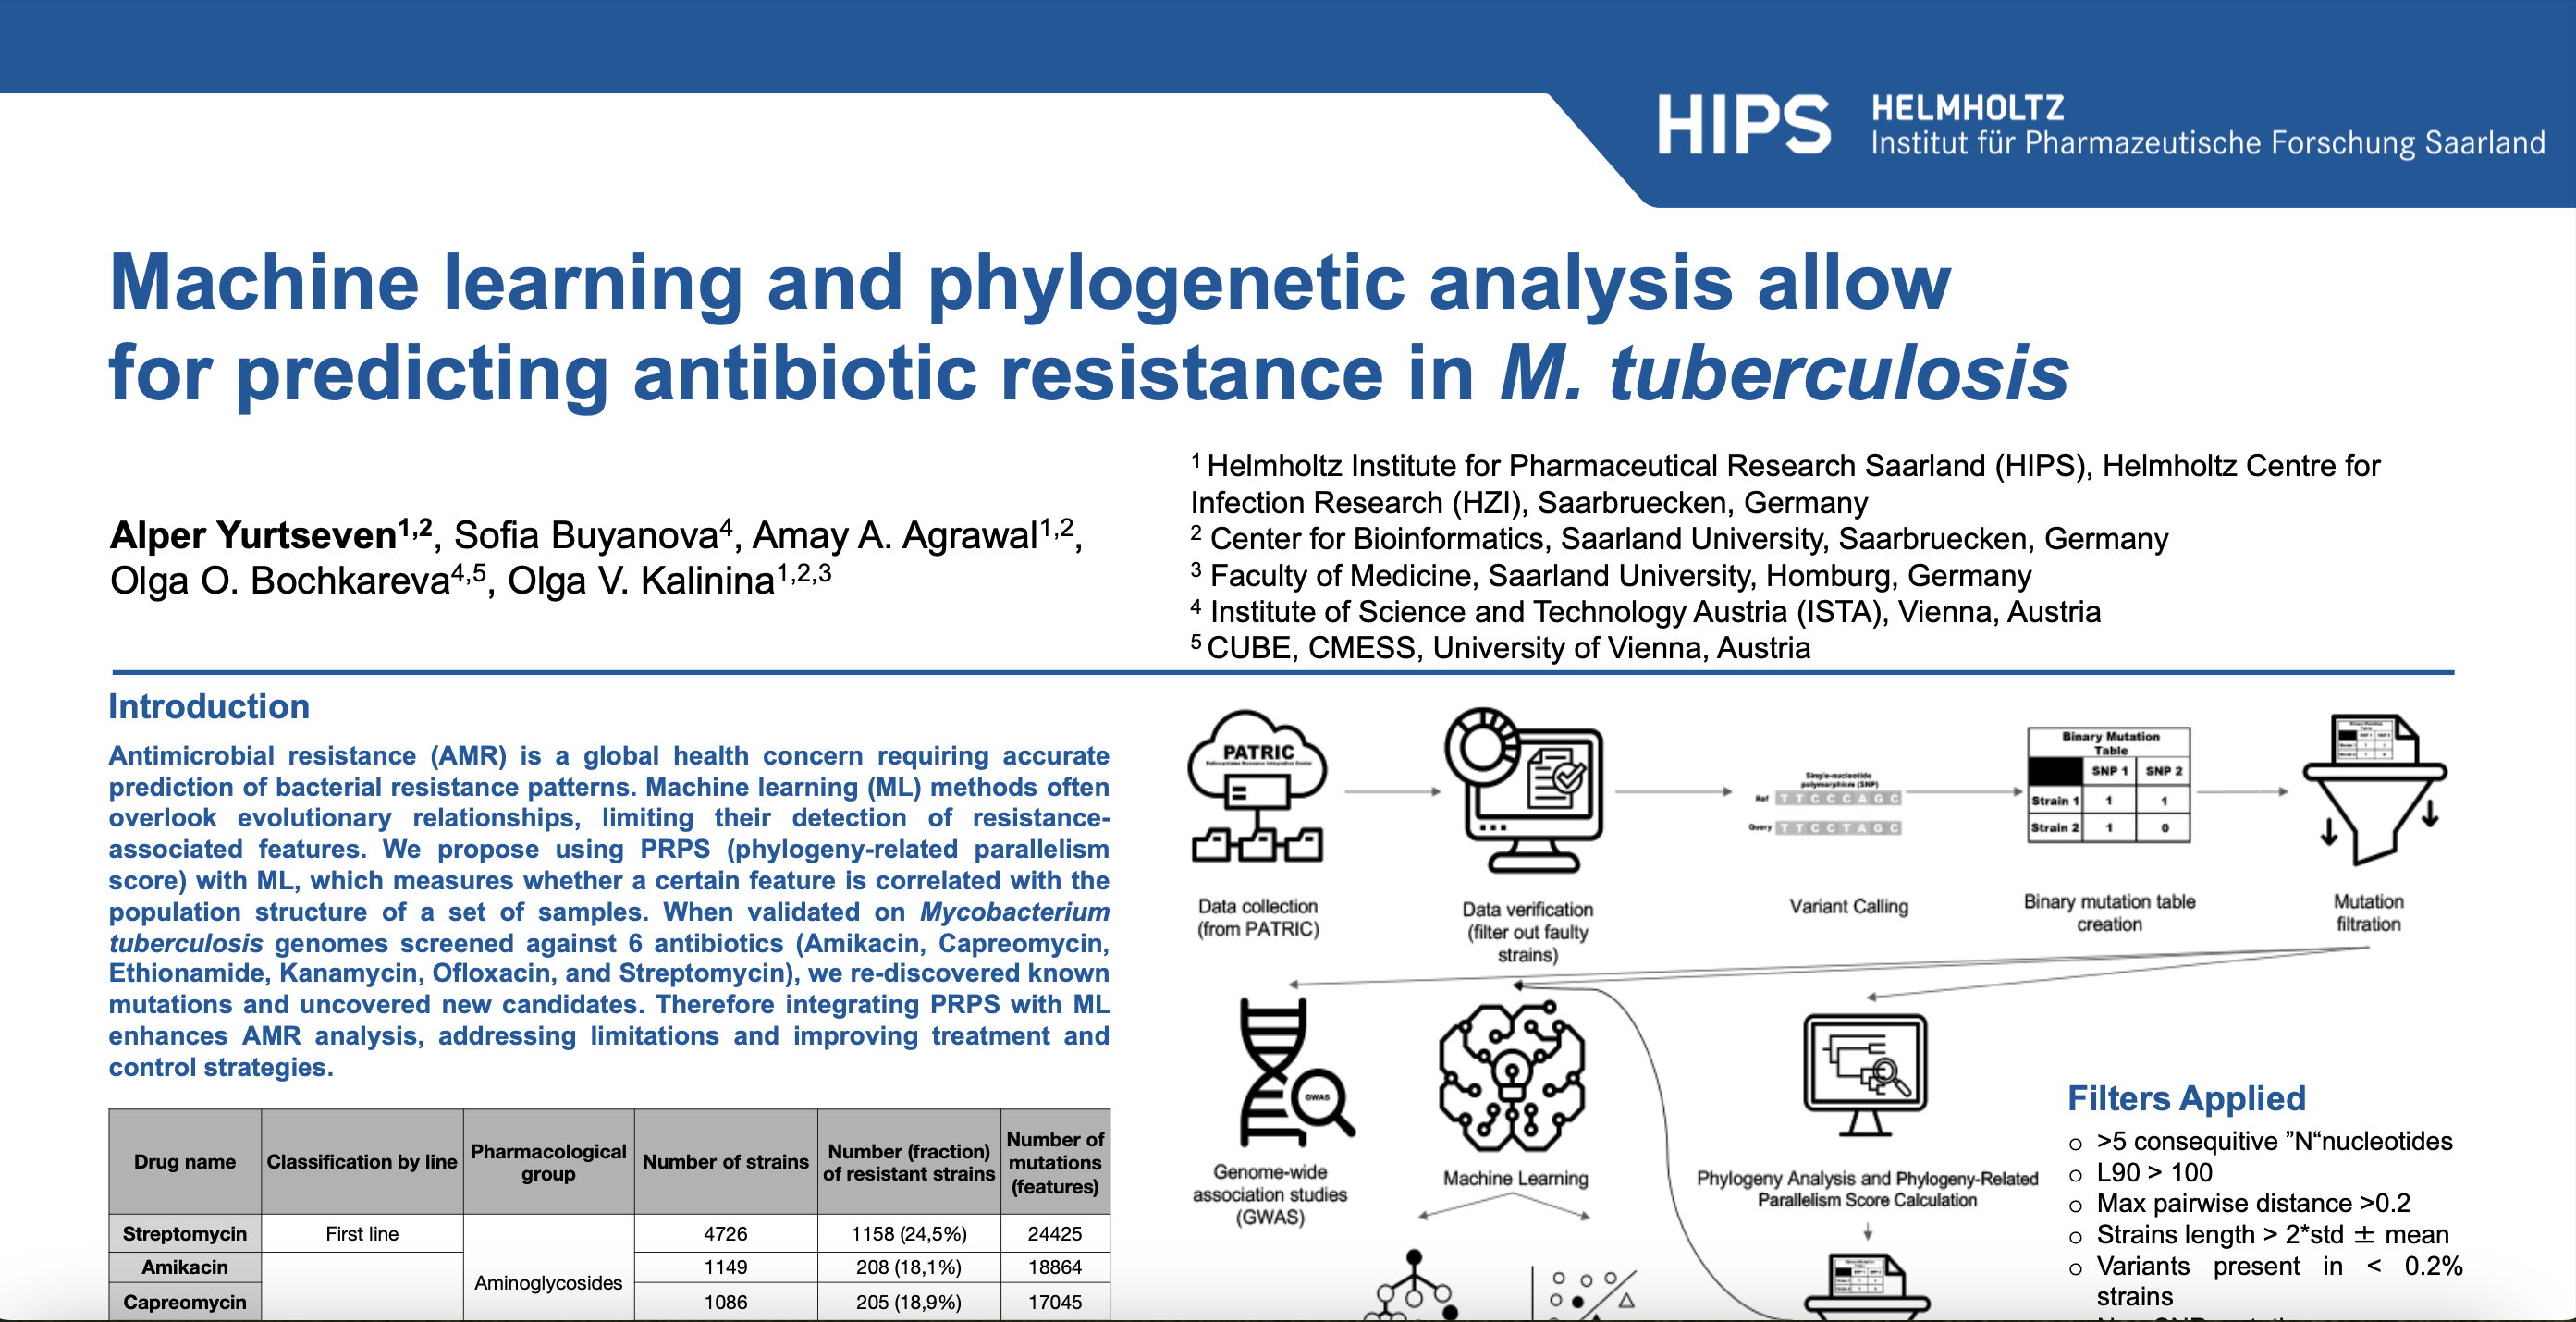 HIPS
HELMHOLTZ
Institut für Pharmazeutische Forschung Saarland
Machine learning and phylogenetic analysis allow
for predicting antibiotic resistance in M. tuberculosis
Alper Yurtseven1,2, Sofia Buyanova4, Amay A. Agrawal1,2,
Olga O. Bochkareva4,5, Olga V. Kalinina1,2,3
1 Helmholtz Institute for Pharmaceutical Research Saarland (HIPS), Helmholtz Centre for
Infection Research (HZI), Saarbruecken, Germany
2 Center for Bioinformatics, Saarland University, Saarbruecken, Germany
3 Faculty of Medicine, Saarland University, Homburg, Germany
4 Institute of Science and Technology Austria (ISTA), Vienna, Austria
5 CUBE, CMESS, University of Vienna, Austria
Introduction
Antimicrobial resistance (AMR) is a global health concern requiring accurate
prediction of bacterial resistance patterns. Machine learning (ML) methods often
overlook evolutionary relationships, limiting their detection of resistance-
associated features. We propose using PRPS (phylogeny-related parallelism
score) with ML, which measures whether a certain feature is correlated with the
population structure of a set of samples. When validated on Mycobacterium
tuberculosis genomes screened against 6 antibiotics (Amikacin, Capreomycin,
Ethionamide, Kanamycin, Ofloxacin, and Streptomycin), we re-discovered known
mutations and uncovered new candidates. Therefore integrating PRPS with ML
enhances AMR analysis, addressing limitations and improving treatment and
control strategies.
Drug name Classification by line Pharmacological group Number of strains Number (fraction) of resistant strains Number of mutations (features)
Streptomycin First line 4726 1158 (24,5%) 24425
Amikacin 1149 208 (18,1%) 18864
Aminoglycosides
Capreomycin 1086 205 (18,9%) 17045
PATRIC
Data collection
(from PATRIC)
Data verification
(filter out faulty
strains)
Single-nucleotide
polymorphism (SNP)
Ref T T C C C A G C
Query T T C C T A G C
Variant Calling
Binary Mutation
Table
SNP 1 SNP 2
Strain 1 1 1
Strain 2 1 0
Binary mutation table
creation
Mutation
filtration
GWAS
Genome-wide
association studies
(GWAS)
Machine Learning
Phylogeny Analysis and Phylogeny-Related
Parallelism Score Calculation
Filters Applied
○ >5 consequitive ”N“nucleotides
○ L90 > 100
○ Max pairwise distance >0.2
○ Strains length > 2*std ± mean
○ Variants present in < 0.2%
strains